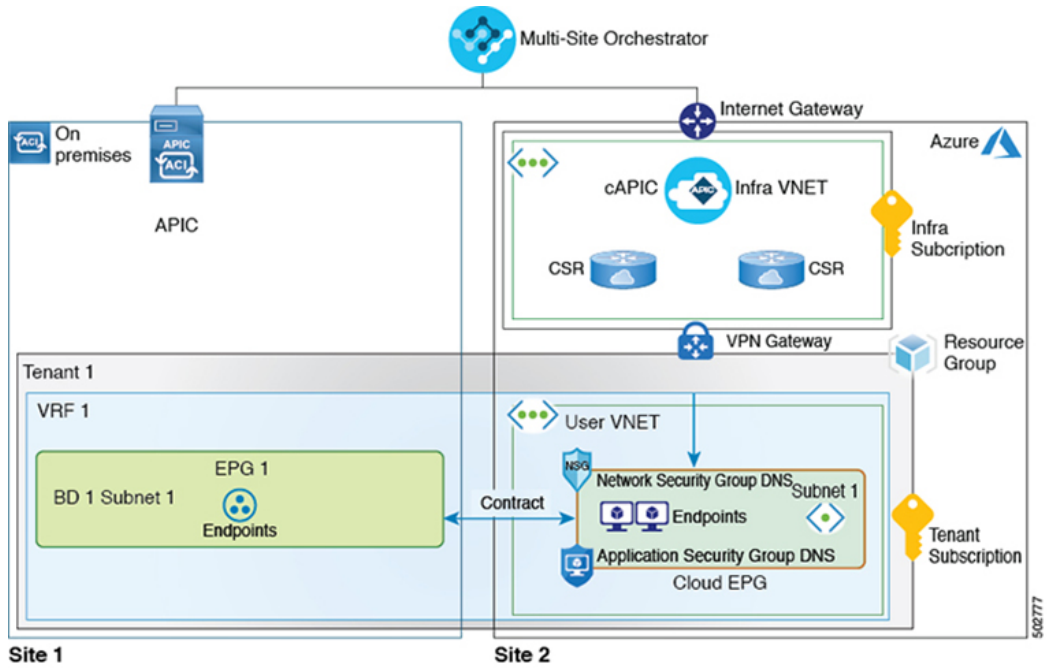 Multi-Site Orchestrator
Internet Gateway
ACI
On
premises
APIC
ACI
APIC
Azure
cAPIC
APIC
Infra VNET
CSR
CSR
Infra
Subcription
VPN Gateway
Resource
Group
Tenant 1
VRF 1
User VNET
EPG 1
BD 1 Subnet 1
Endpoints
Contract
NSG
Network Security Group DNS
Subnet 1
Endpoints
Application Security Group DNS
Cloud EPG
Tenant
Subscription
502777
Site 1
Site 2